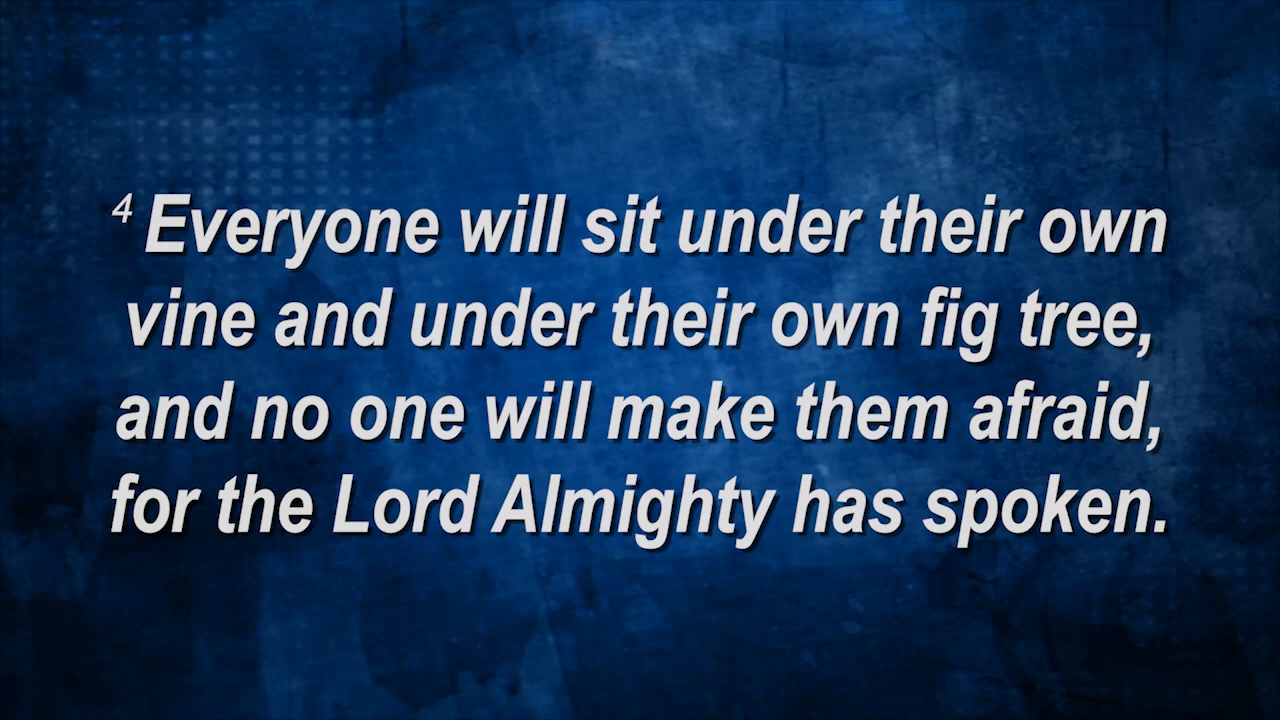 4 Everyone will sit under their own
vine and under their own fig tree,
and no one will make them afraid,
for the Lord Almighty has spoken.